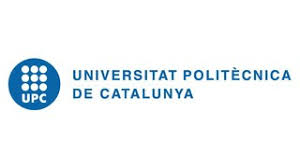 UPC
UNIVERSITAT POLITÈCNICA
DE CATALUNYA